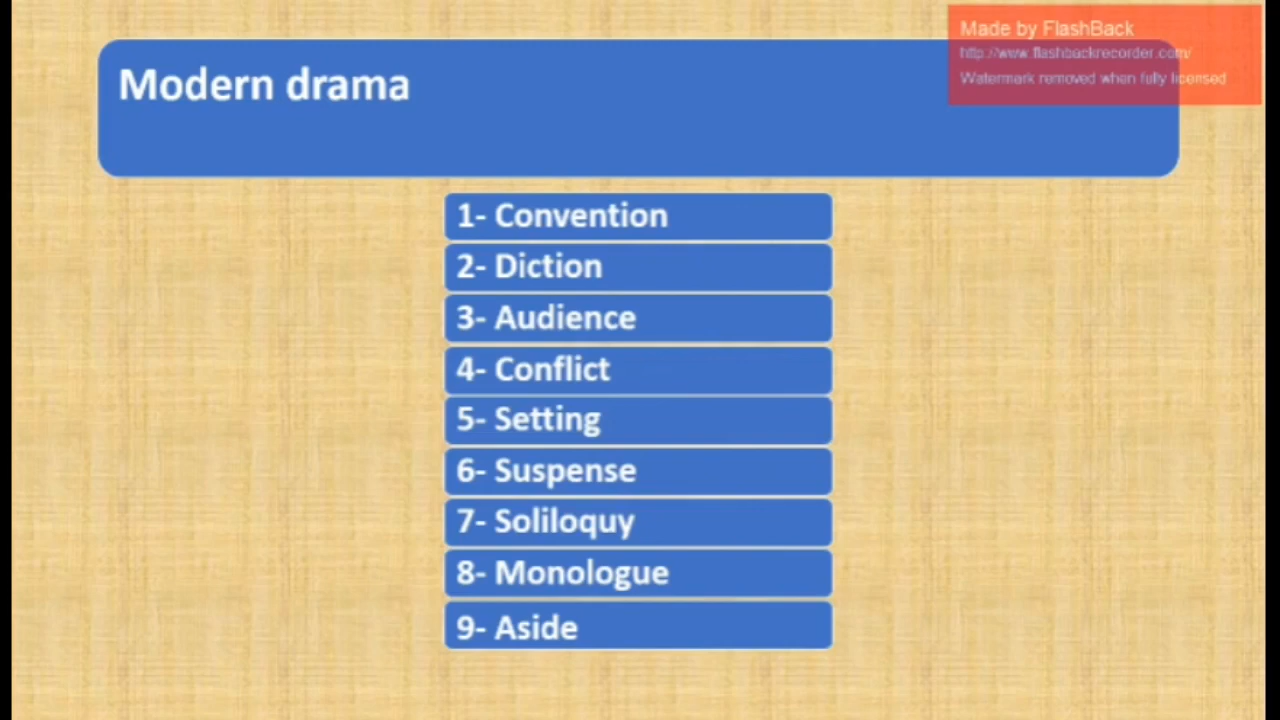 Made by FlashBack
http://www.flashbackrecorder.com/
Watermark removed when fully licensed
Modern drama
1- Convention
2- Diction
3- Audience
4- Conflict
5- Setting
6- Suspense
7- Soliloquy
8- Monologue
9- Aside